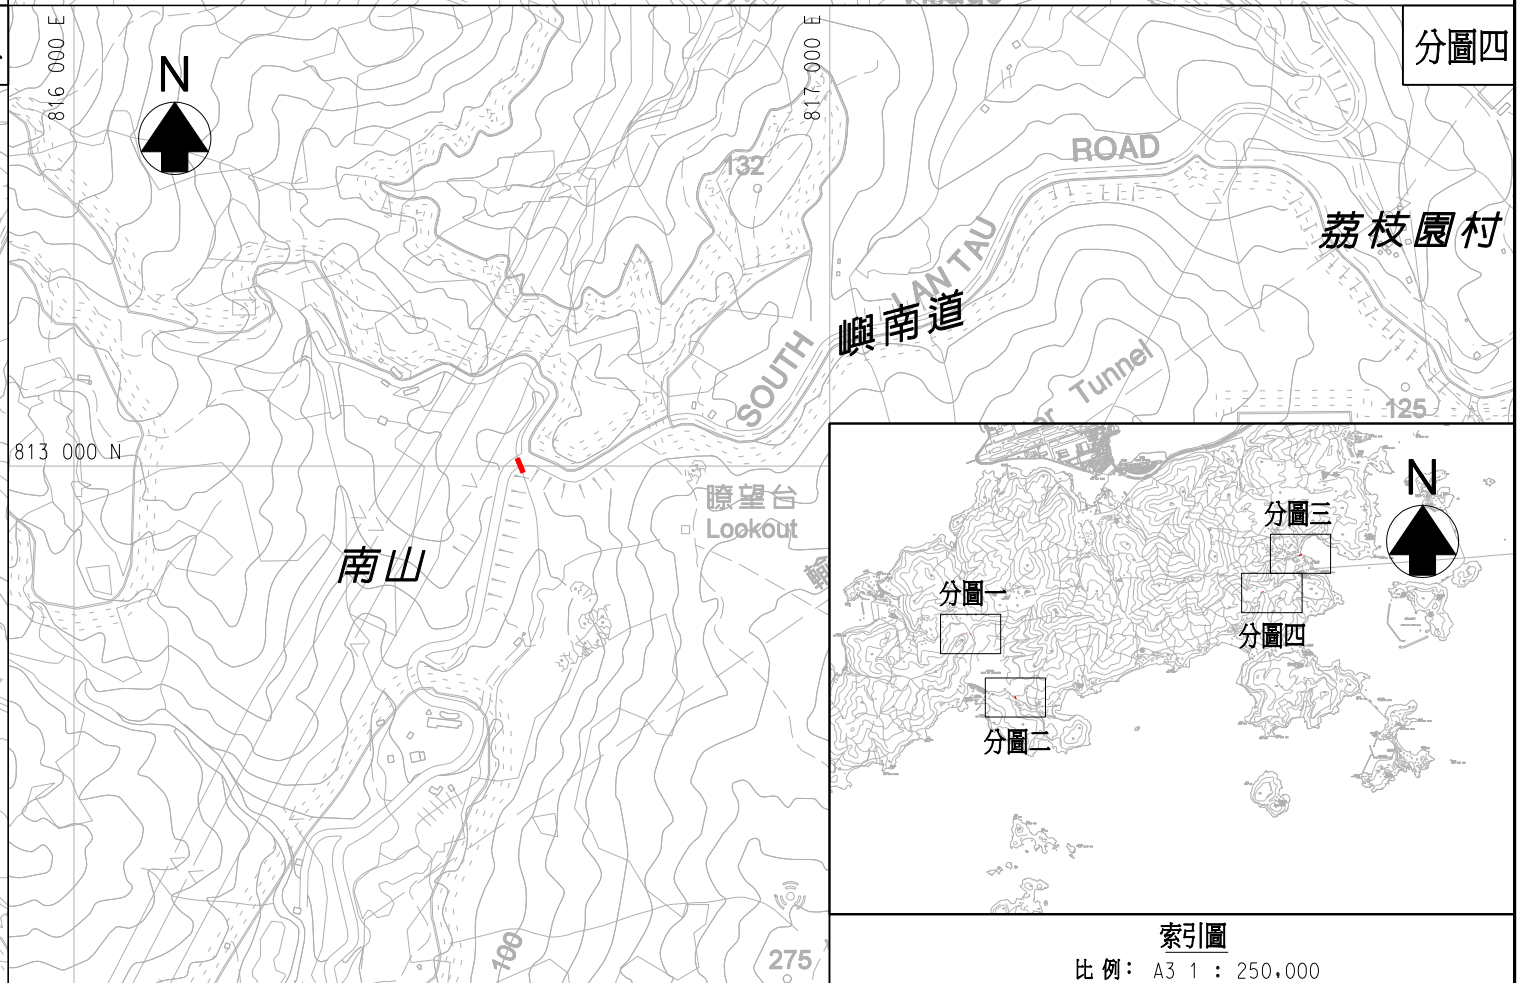 816 000 E
817 000 E
分圖四
N
132
ROAD
LANTAU
荔枝園村
嶼南道
SOUTH
Tunnel
125
813 000 N
瞭望台
Lookout
南山
N
分圖三
分圖一
分圖四
分圖二
100
275
索引圖
比例: A3 1 : 250,000